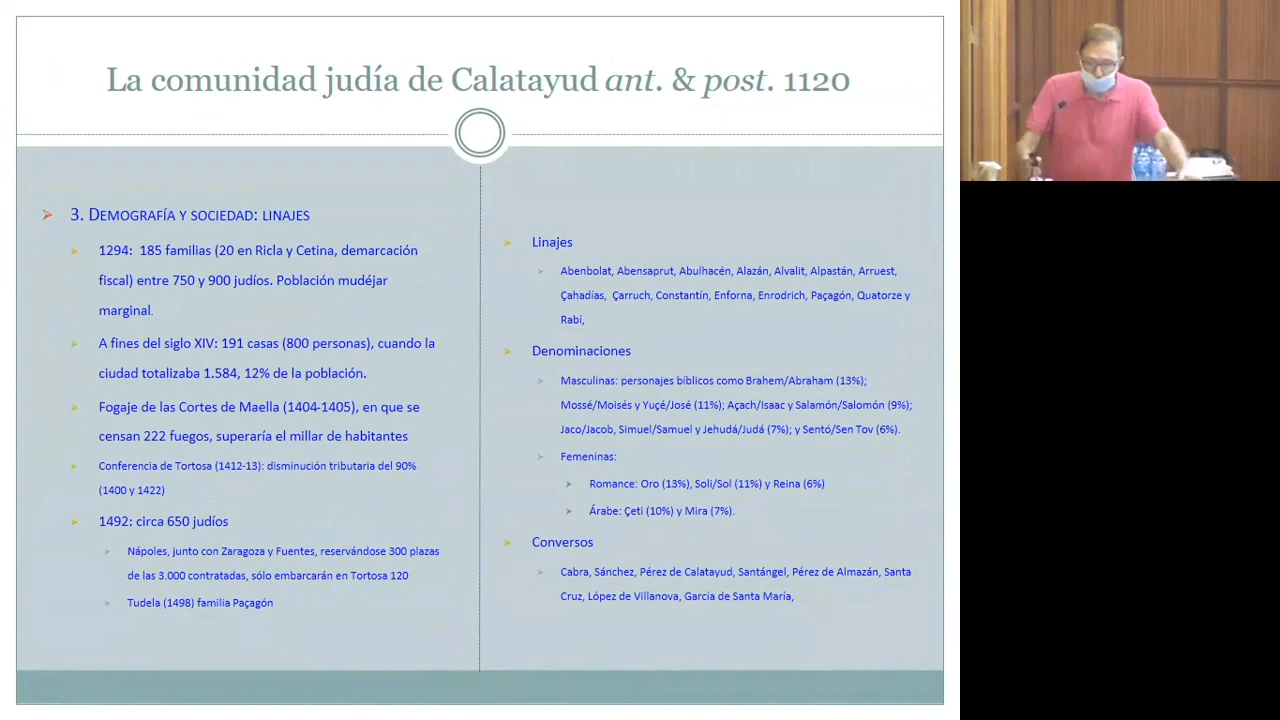 La comunidad judía de Calatayud ant. & post. 1120
3. Demografía y sociedad: linajes
1294: 185 familias (20 en Ricla y Cetina, demarcación
fiscal) entre 750 y 900 judíos. Población mudéjar
marginal.
A fines del siglo XIV: 191 casas (800 personas), cuando la
ciudad totalizaba 1.584, 12% de la población.
Fogaje de las Cortes de Maella (1404-1405), en que se
censan 222 fuegos, superaría el millar de habitantes
Conferencia de Tortosa (1412-13): disminución tributaria del 90%
(1400 y 1422)
1492: circa 650 judíos
Nápoles, junto con Zaragoza y Fuentes, reservándose 300 plazas
de las 3.000 contratadas, sólo embarcarán en Tortosa 120
Tudela (1498) familia Paçagón
Linajes
Abenbolat, Abensaprut, Abulhacén, Alazán, Alvalit, Alpastán, Arruest,
Çahadías, Çarruch, Constantín, Enforna, Enrodrich, Paçagón, Quatorze y
Rabí,
Denominaciones
Masculinas: personajes bíblicos como Brahem/Abraham (13%);
Mossé/Moisés y Yuçé/José (11%); Açach/Isaac y Salamón/Salomón (9%);
Jaco/Jacob, Simuel/Samuel y Jehudá/Judá (7%); y Sentó/Sen Tov (6%).
Femeninas:
Romance: Oro (13%), Soli/Sol (11%) y Reina (6%)
Árabe: Çeti (10%) y Mira (7%).
Conversos
Cabra, Sánchez, Pérez de Calatayud, Santángel, Pérez de Almazán, Santa
Cruz, López de Villanova, García de Santa María,